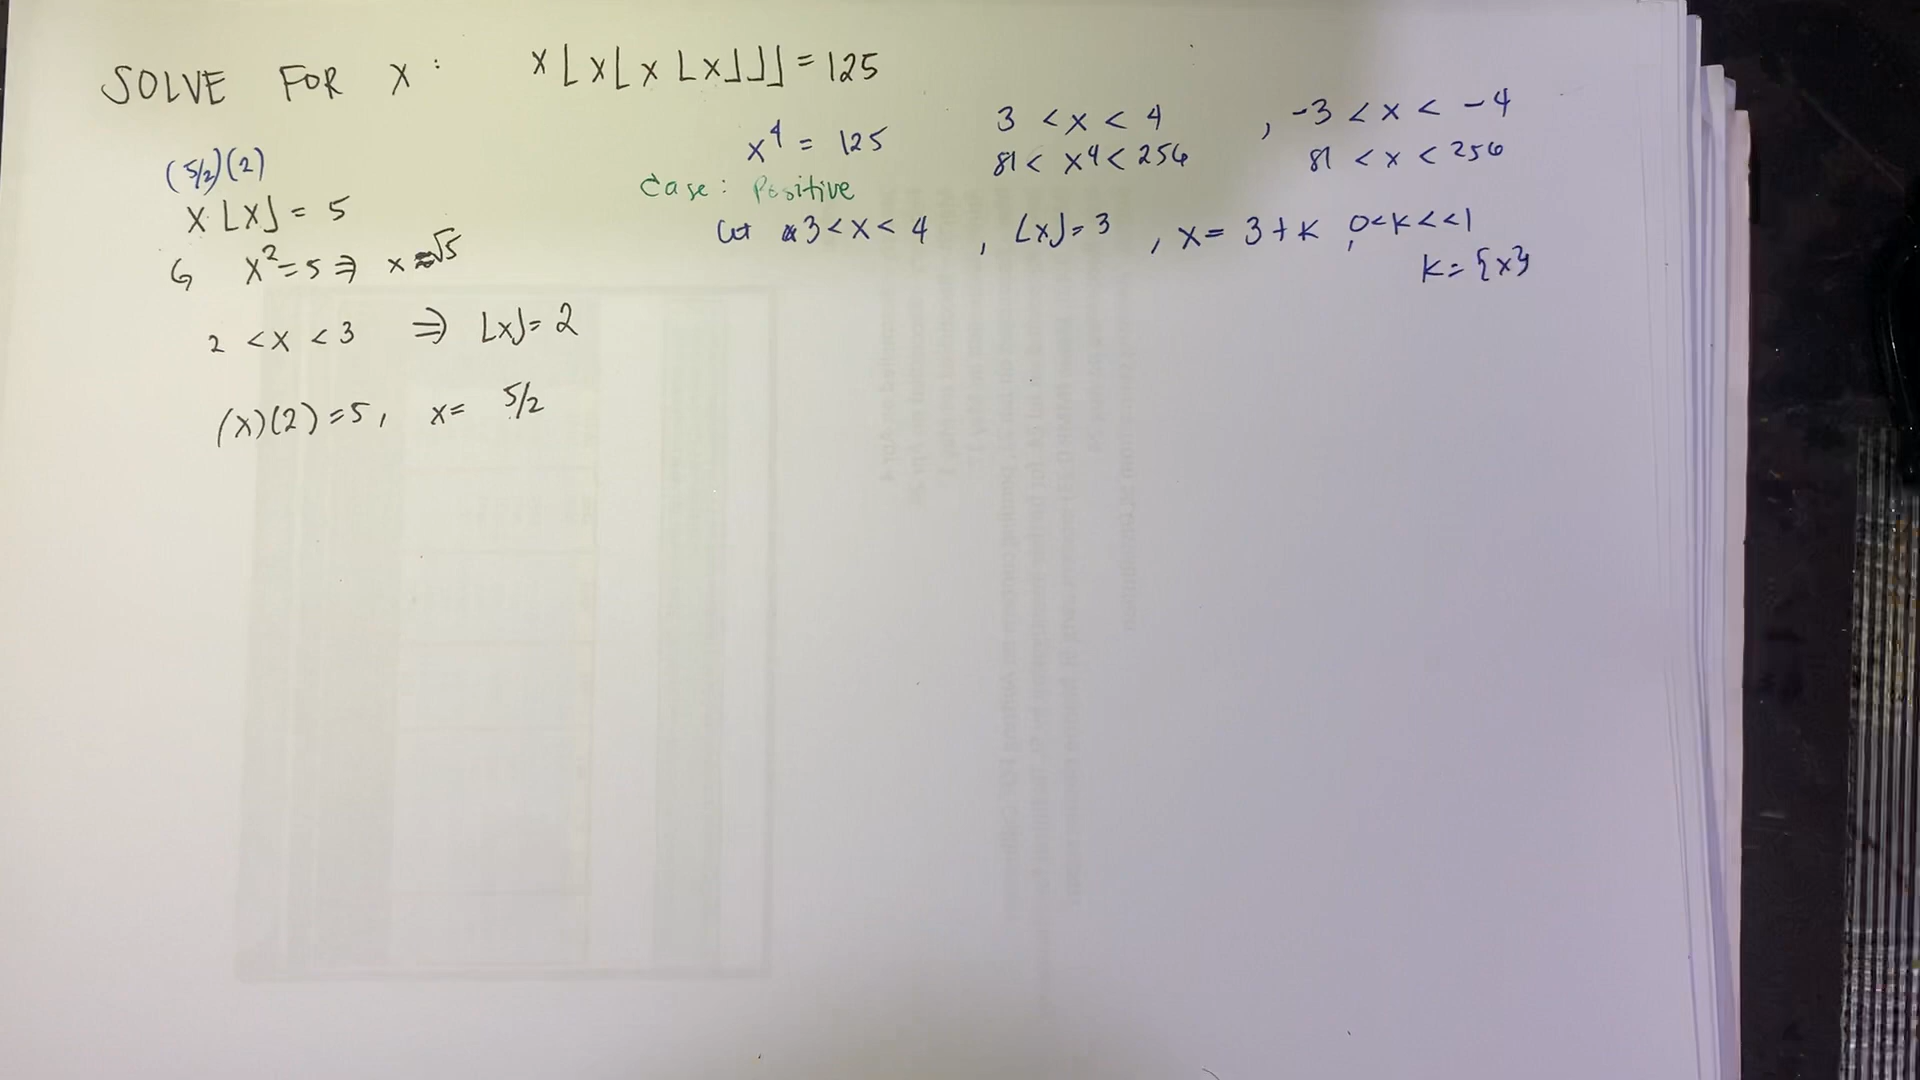 SOLVE FOR X : x⌊x⌊x⌊x⌋⌋⌋ = 125
(5/2)(2)
x⌊x⌋ = 5
x² = 5 ⇒ x ≈ √5
2 < x < 3 ⇒ ⌊x⌋ = 2
(x)(2) = 5, x = 5/2
x⁴ = 125
3 < x < 4 , -3 < x < -4
81 < x⁴ < 256 81 < x < 256
Case: Positive
Let 3 < x < 4 , ⌊x⌋ = 3 , x = 3 + k , 0 < k < < 1
k = {x}